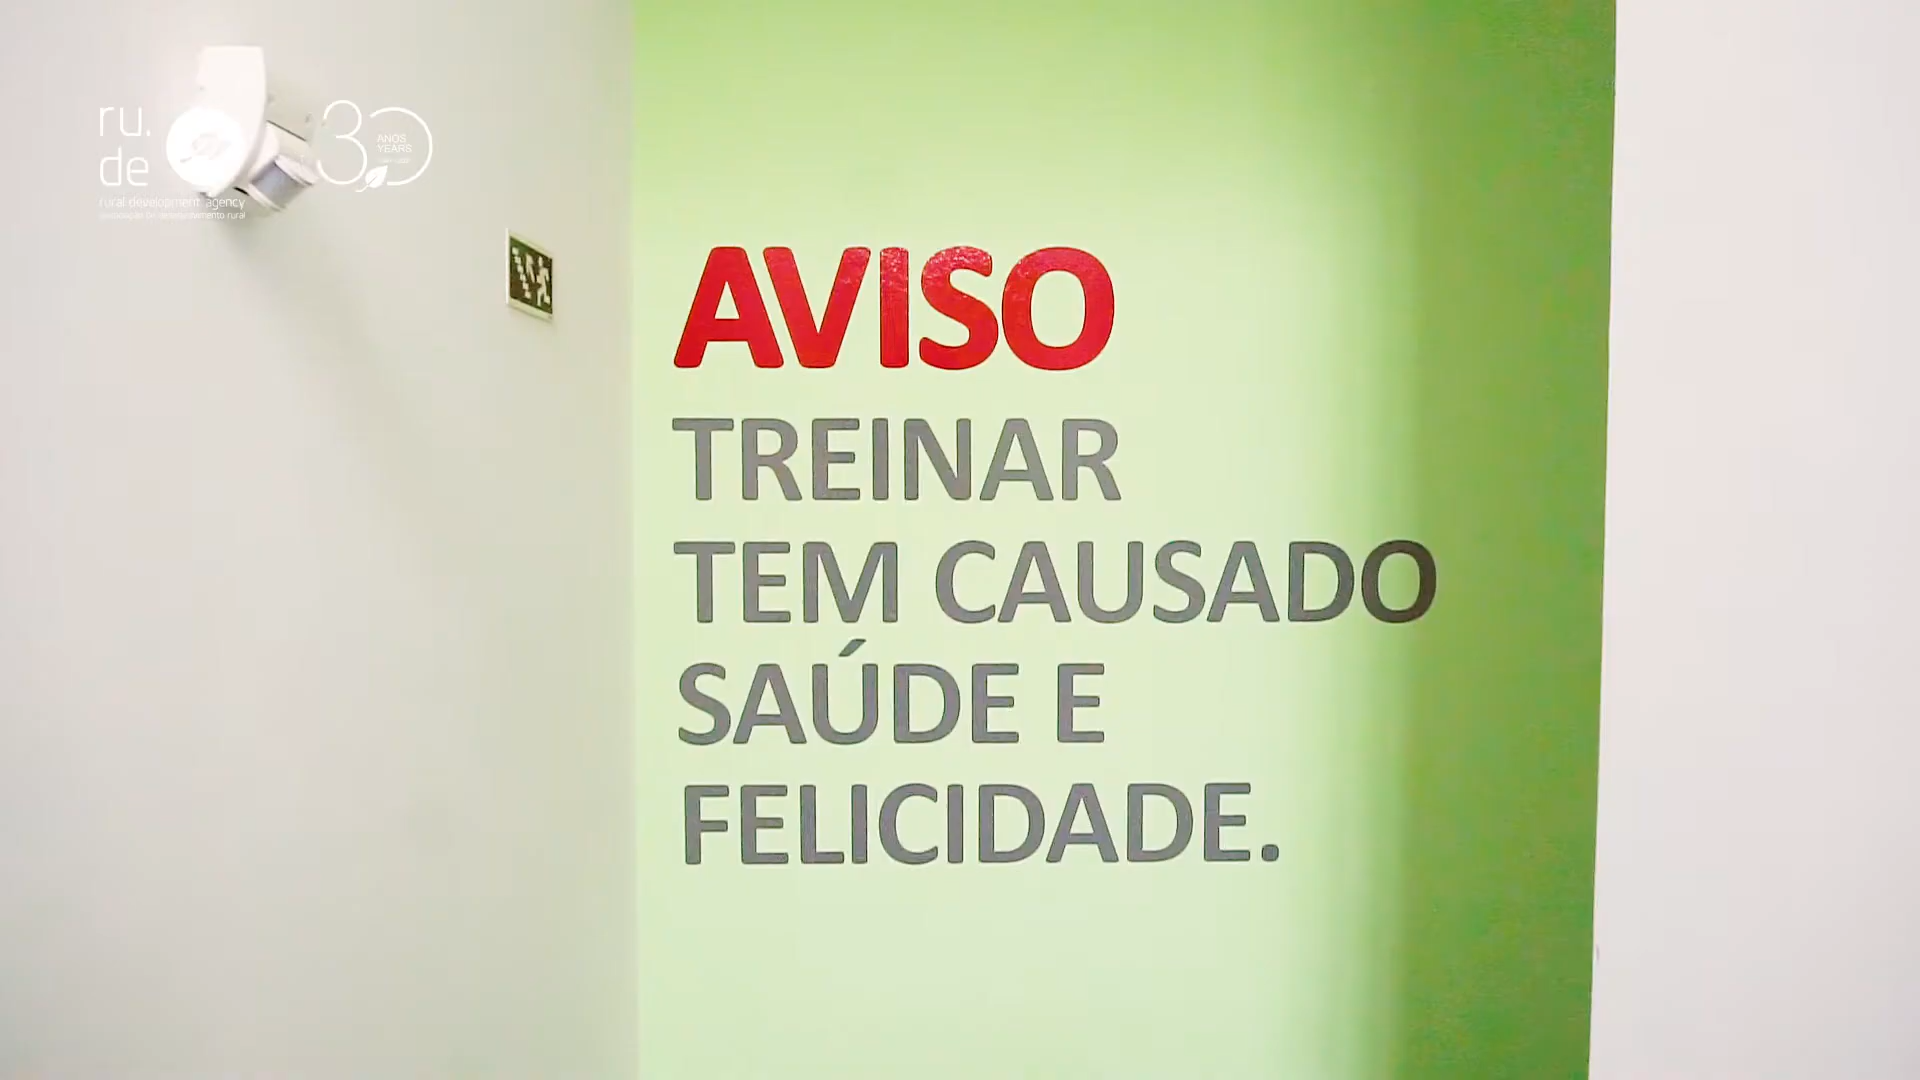 ru.
de
30
ANOS
YEARS
rural development agency
AVISO
TREINAR
TEM CAUSADO
SAÚDE E
FELICIDADE.